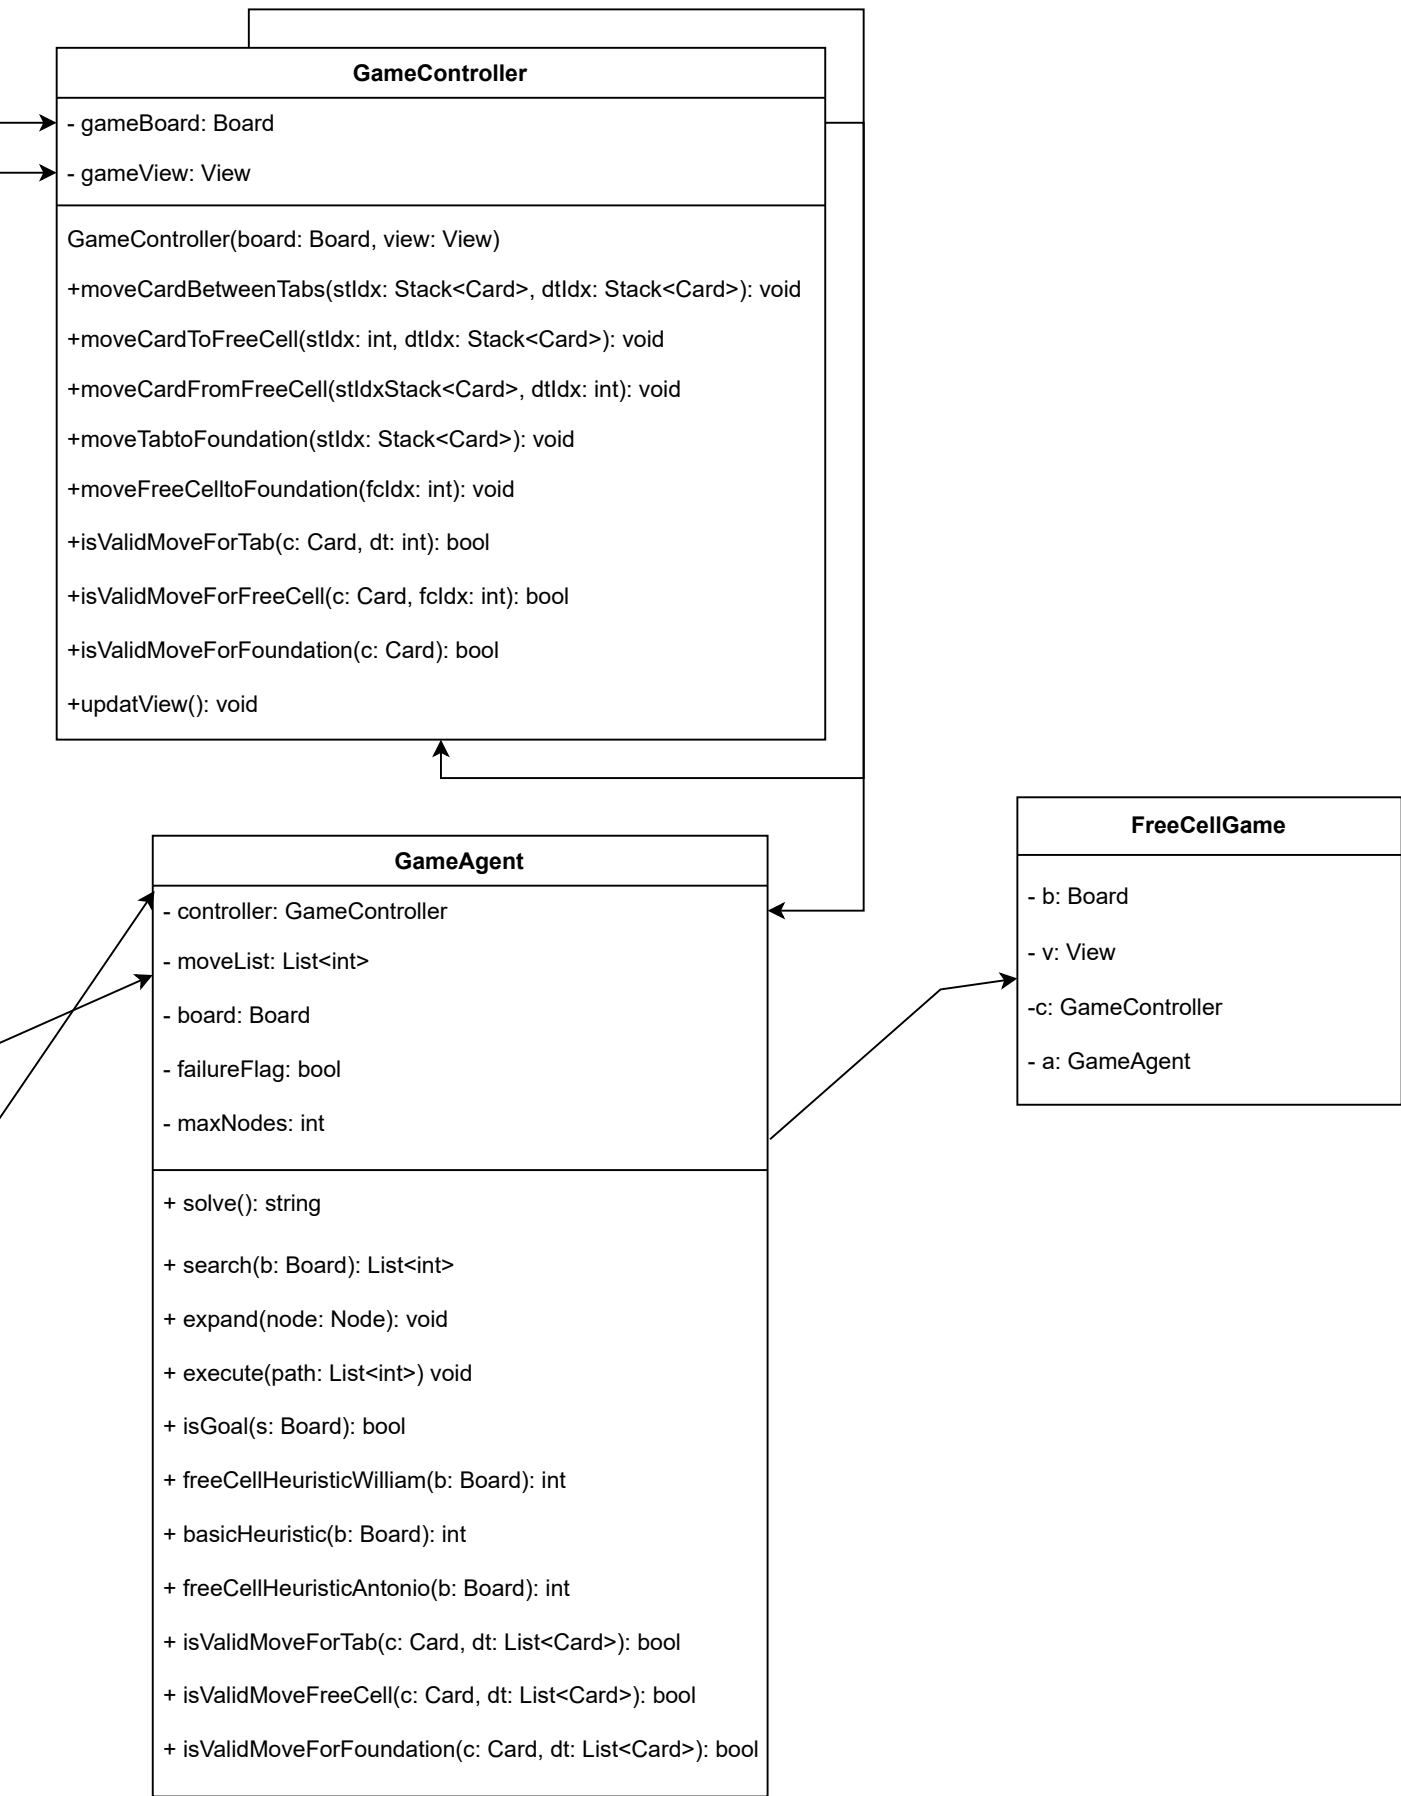 GameController
- gameBoard: Board
- gameView: View
GameController(board: Board, view: View)
+moveCardBetweenTabs(stIdx: Stack<Card>, dtIdx: Stack<Card>): void
+moveCardToFreeCell(stIdx: int, dtIdx: Stack<Card>): void
+moveCardFromFreeCell(stIdxStack<Card>, dtIdx: int): void
+moveTabtoFoundation(stIdx: Stack<Card>): void
+moveFreeCelltoFoundation(fcIdx: int): void
+isValidMoveForTab(c: Card, dt: int): bool
+isValidMoveForFreeCell(c: Card, fcIdx: int): bool
+isValidMoveForFoundation(c: Card): bool
+updatView(): void
GameAgent
- controller: GameController
- moveList: List<int>
- board: Board
- failureFlag: bool
- maxNodes: int
+ solve(): string
+ search(b: Board): List<int>
+ expand(node: Node): void
+ execute(path: List<int>) void
+ isGoal(s: Board): bool
+ freeCellHeuristicWilliam(b: Board): int
+ basicHeuristic(b: Board): int
+ freeCellHeuristicAntonio(b: Board): int
+ isValidMoveForTab(c: Card, dt: List<Card>): bool
+ isValidMoveFreeCell(c: Card, dt: List<Card>): bool
+ isValidMoveForFoundation(c: Card, dt: List<Card>): bool
FreeCellGame
- b: Board
- v: View
-c: GameController
- a: GameAgent